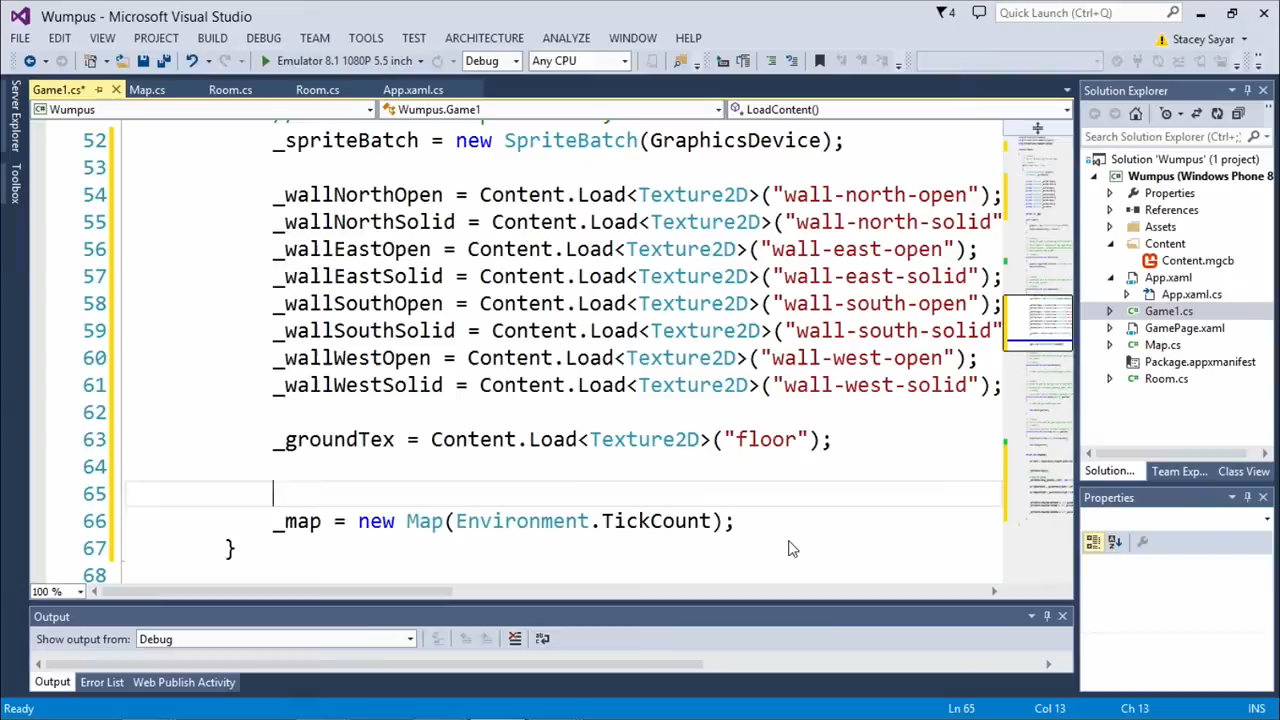 Wumpus - Microsoft Visual Studio
4
Quick Launch (Ctrl+Q)
FILE EDIT VIEW PROJECT BUILD DEBUG TEAM TOOLS TEST ARCHITECTURE ANALYZE WINDOW HELP
Stacey Sayar
Emulator 8.1 1080P 5.5 inch
Debug
Any CPU
Server Explorer
Toolbox
Game1.cs* Map.cs Room.cs Room.cs App.xaml.cs
Wumpus
Wumpus.Game1
LoadContent()
52 _spriteBatch = new SpriteBatch(GraphicsDevice);
53
54 _wallNorthOpen = Content.Load<Texture2D>("wall-north-open");
55 _wallNorthSolid = Content.Load<Texture2D>("wall-north-solid"
56 _wallEastOpen = Content.Load<Texture2D>("wall-east-open");
57 _wallEastSolid = Content.Load<Texture2D>("wall-east-solid");
58 _wallSouthOpen = Content.Load<Texture2D>("wall-south-open");
59 _wallSouthSolid = Content.Load<Texture2D>("wall-south-solid"
60 _wallWestOpen = Content.Load<Texture2D>("wall-west-open");
61 _wallWestSolid = Content.Load<Texture2D>("wall-west-solid");
62
63 _groundTex = Content.Load<Texture2D>("floor");
64
65
66 _map = new Map(Environment.TickCount);
67 }
68
100 %
Output
Show output from: Debug
Output Error List Web Publish Activity
Solution Explorer
Search Solution Explorer (Ctrl+;)
Solution 'Wumpus' (1 project)
Wumpus (Windows Phone 8
Properties
References
Assets
Content
Content.mgcb
App.xaml
App.xaml.cs
Game1.cs
GamePage
Map.cs
Package.appxmanifest
Room.cs
Solution... Team Exp... Class View
Properties
Ready
Ln 65
Col 13
Ch 13
INS